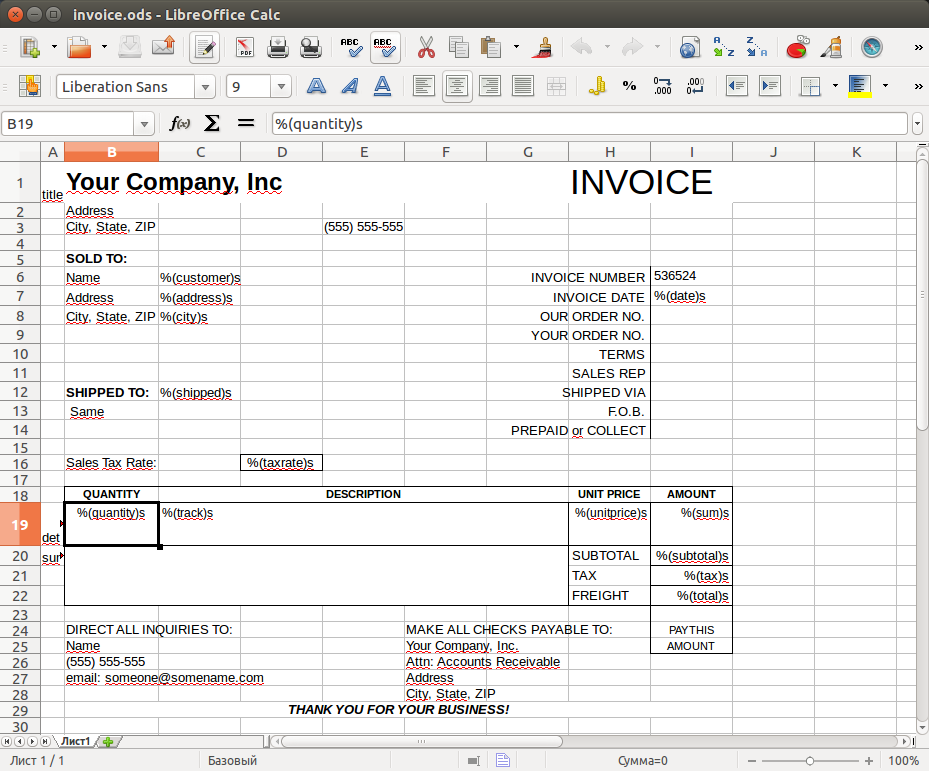 invoice.ods - LibreOffice Calc
PDF ABC ABC A Z Z A
Liberation Sans 9 A A A % .000 .000
B19 f(x) Σ = %(quantity)s
A B C D E F G H I J K
1 title Your Company, Inc INVOICE
2 Address
3 City, State, ZIP (555) 555-555
4
5 SOLD TO:
6 Name %(customer)s INVOICE NUMBER 536524
7 Address %(address)s INVOICE DATE %(date)s
8 City, State, ZIP %(city)s OUR ORDER NO.
9 YOUR ORDER NO.
10 TERMS
11 SALES REP
12 SHIPPED TO: %(shipped)s SHIPPED VIA
13 Same F.O.B.
14 PREPAID or COLLECT
15
16 Sales Tax Rate: %(taxrate)s
17
18 QUANTITY DESCRIPTION UNIT PRICE AMOUNT
19 det %(quantity)s %(track)s %(unitprice)s %(sum)s
20 sur SUBTOTAL %(subtotal)s
21 TAX %(tax)s
22 FREIGHT %(total)s
23
24 DIRECT ALL INQUIRIES TO: MAKE ALL CHECKS PAYABLE TO: PAYTHIS
25 Name Your Company, Inc. AMOUNT
26 (555) 555-555 Attn: Accounts Receivable
27 email: someone@somename.com Address
28 City, State, ZIP
29 THANK YOU FOR YOUR BUSINESS!
30
Лист1
Лист 1 / 1 Базовый Сумма=0 100%